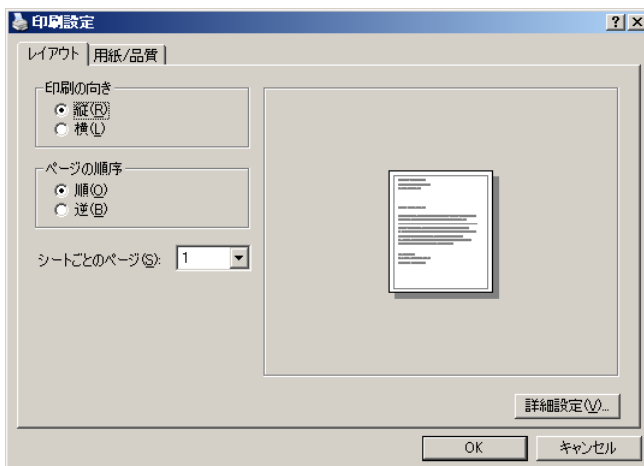 印刷設定
レイアウト 用紙/品質
印刷の向き
縦(R)
横(L)
ページの順序
順(O)
逆(B)
シートごとのページ(S): 1
詳細設定(V)...
OK キャンセル